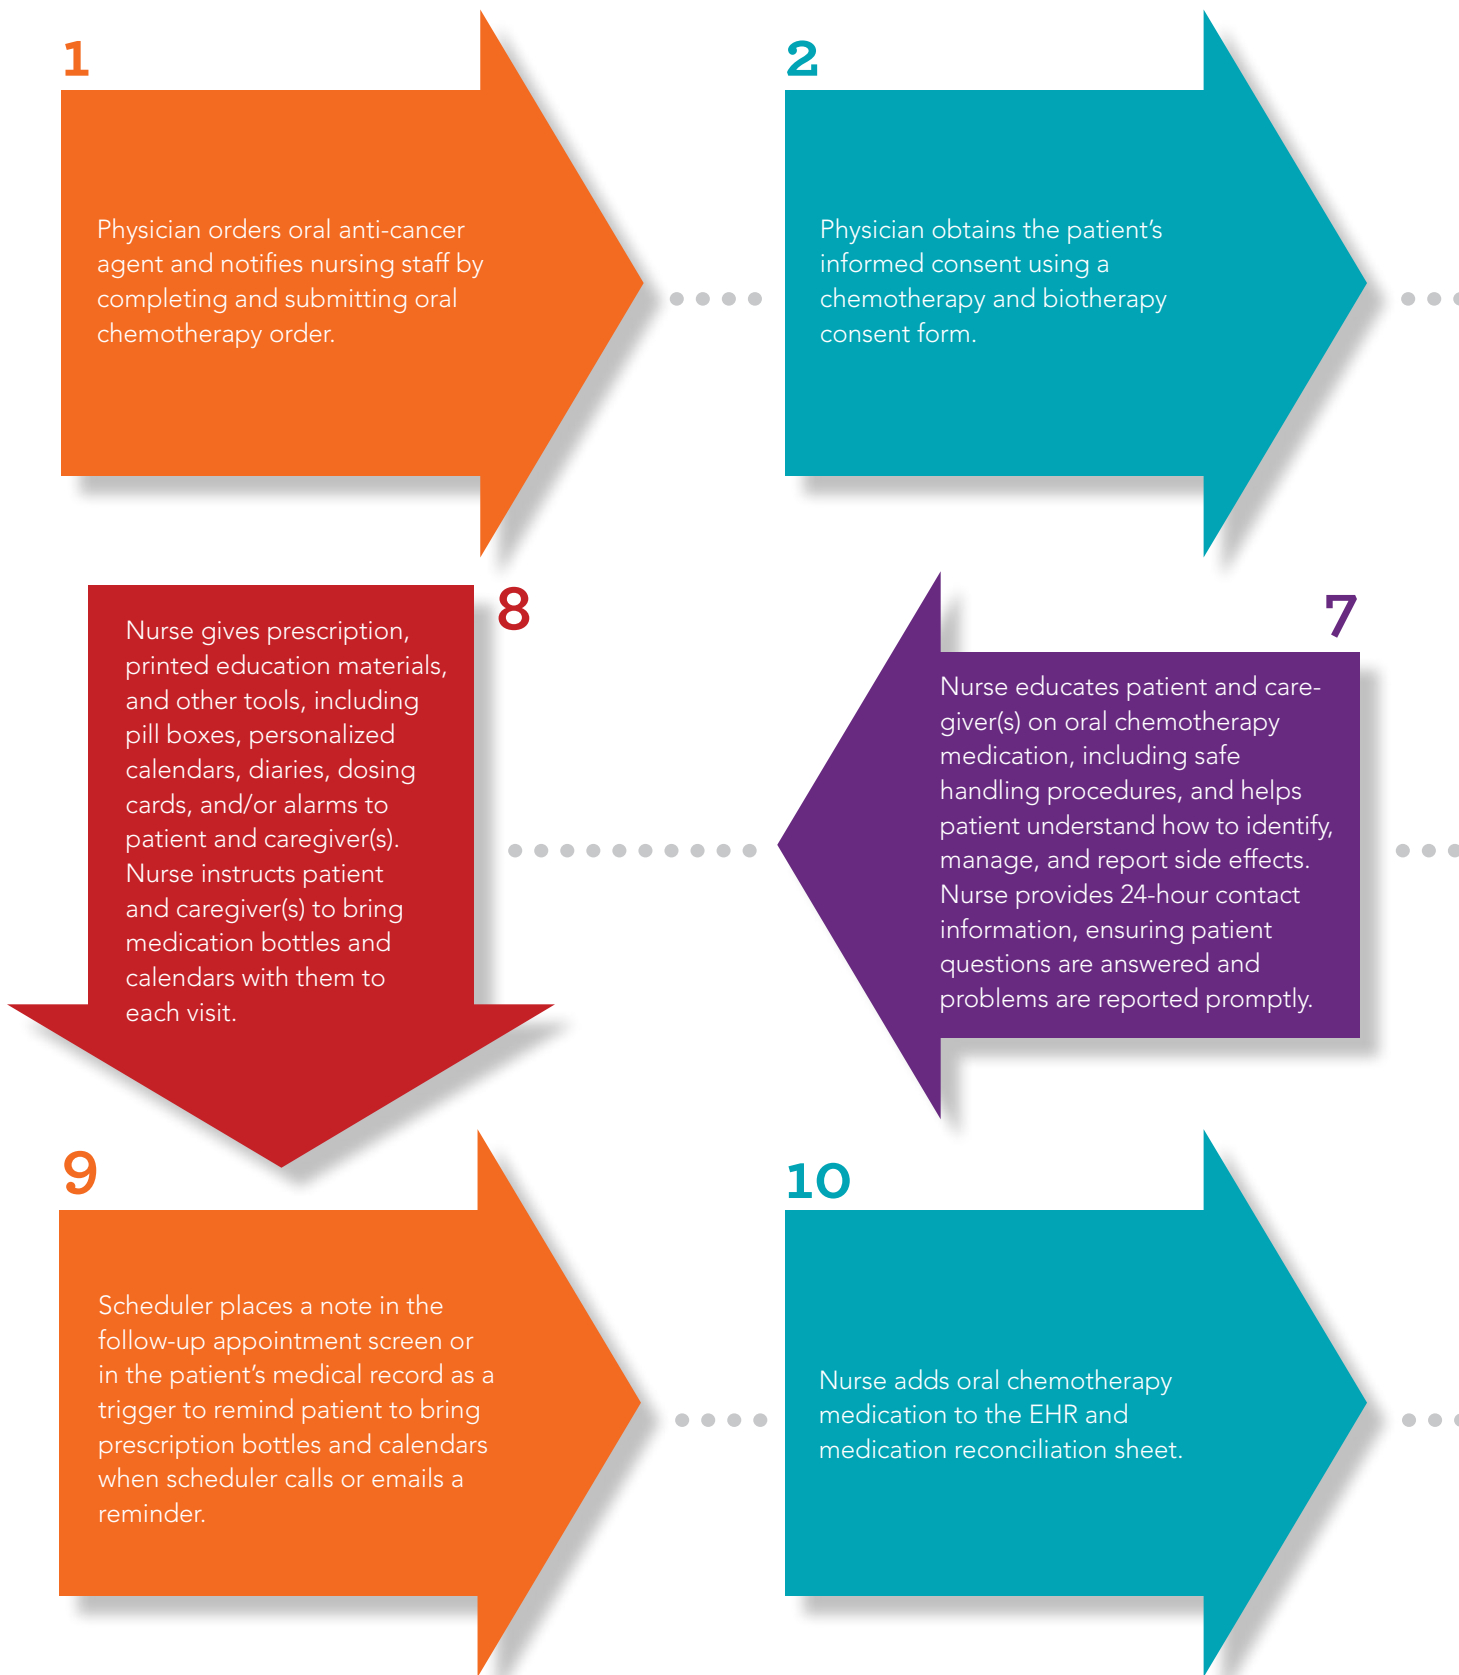 1
Physician orders oral anti-cancer
agent and notifies nursing staff by
completing and submitting oral
chemotherapy order.
2
Physician obtains the patient’s
informed consent using a
chemotherapy and biotherapy
consent form.
8
Nurse gives prescription,
printed education materials,
and other tools, including
pill boxes, personalized
calendars, diaries, dosing
cards, and/or alarms to
patient and caregiver(s).
Nurse instructs patient
and caregiver(s) to bring
medication bottles and
calendars with them to
each visit.
7
Nurse educates patient and care-
giver(s) on oral chemotherapy
medication, including safe
handling procedures, and helps
patient understand how to identify,
manage, and report side effects.
Nurse provides 24-hour contact
information, ensuring patient
questions are answered and
problems are reported promptly.
9
Scheduler places a note in the
follow-up appointment screen or
in the patient’s medical record as a
trigger to remind patient to bring
prescription bottles and calendars
when scheduler calls or emails a
reminder.
10
Nurse adds oral chemotherapy
medication to the EHR and
medication reconciliation sheet.